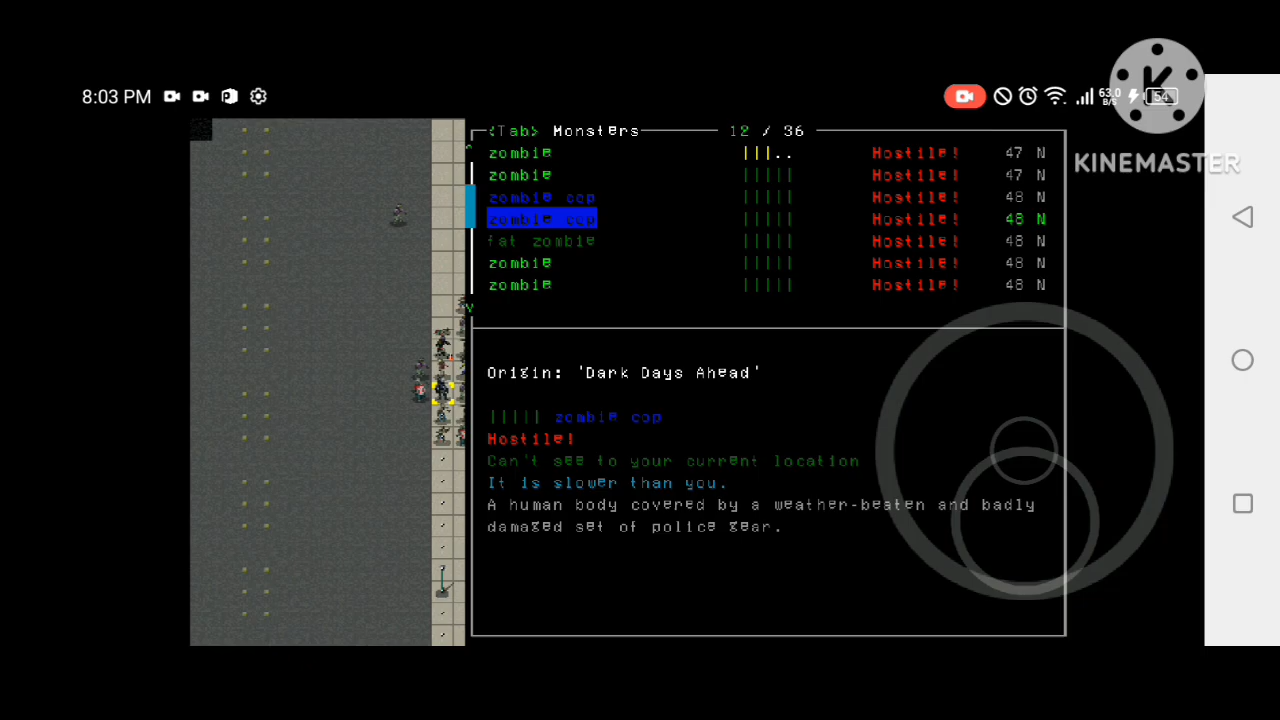 8:03 PM
63.0
B/S
54
KINEMASTER
<Tab> Monsters 12 / 36
zombie |||.. Hostile! 47 N
zombie ||||| Hostile! 47 N
zombie cop ||||| Hostile! 48 N
zombie cop ||||| Hostile! 48 N
fat zombie ||||| Hostile! 48 N
zombie ||||| Hostile! 48 N
zombie ||||| Hostile! 48 N
Origin: 'Dark Days Ahead'
||||| zombie cop
Hostile!
Can't see to your current location
It is slower than you.
A human body covered by a weather-beaten and badly
damaged set of police gear.